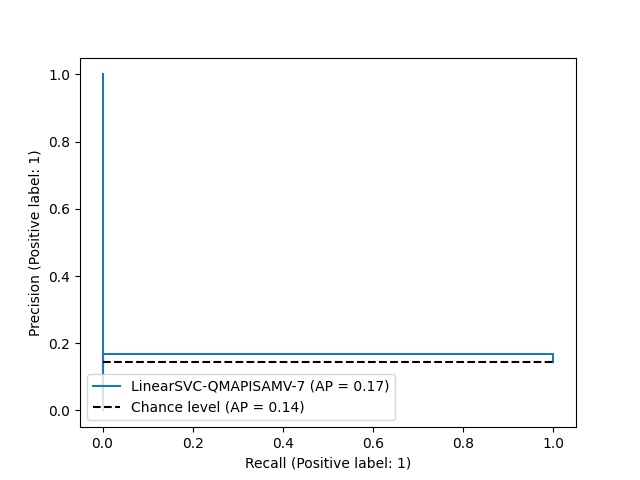 1.0
0.8
0.6
0.4
0.2
0.0
Precision (Positive label: 1)
LinearSVC-QMAPISAMV-7 (AP = 0.17)
Chance level (AP = 0.14)
0.0 0.2 0.4 0.6 0.8 1.0
Recall (Positive label: 1)